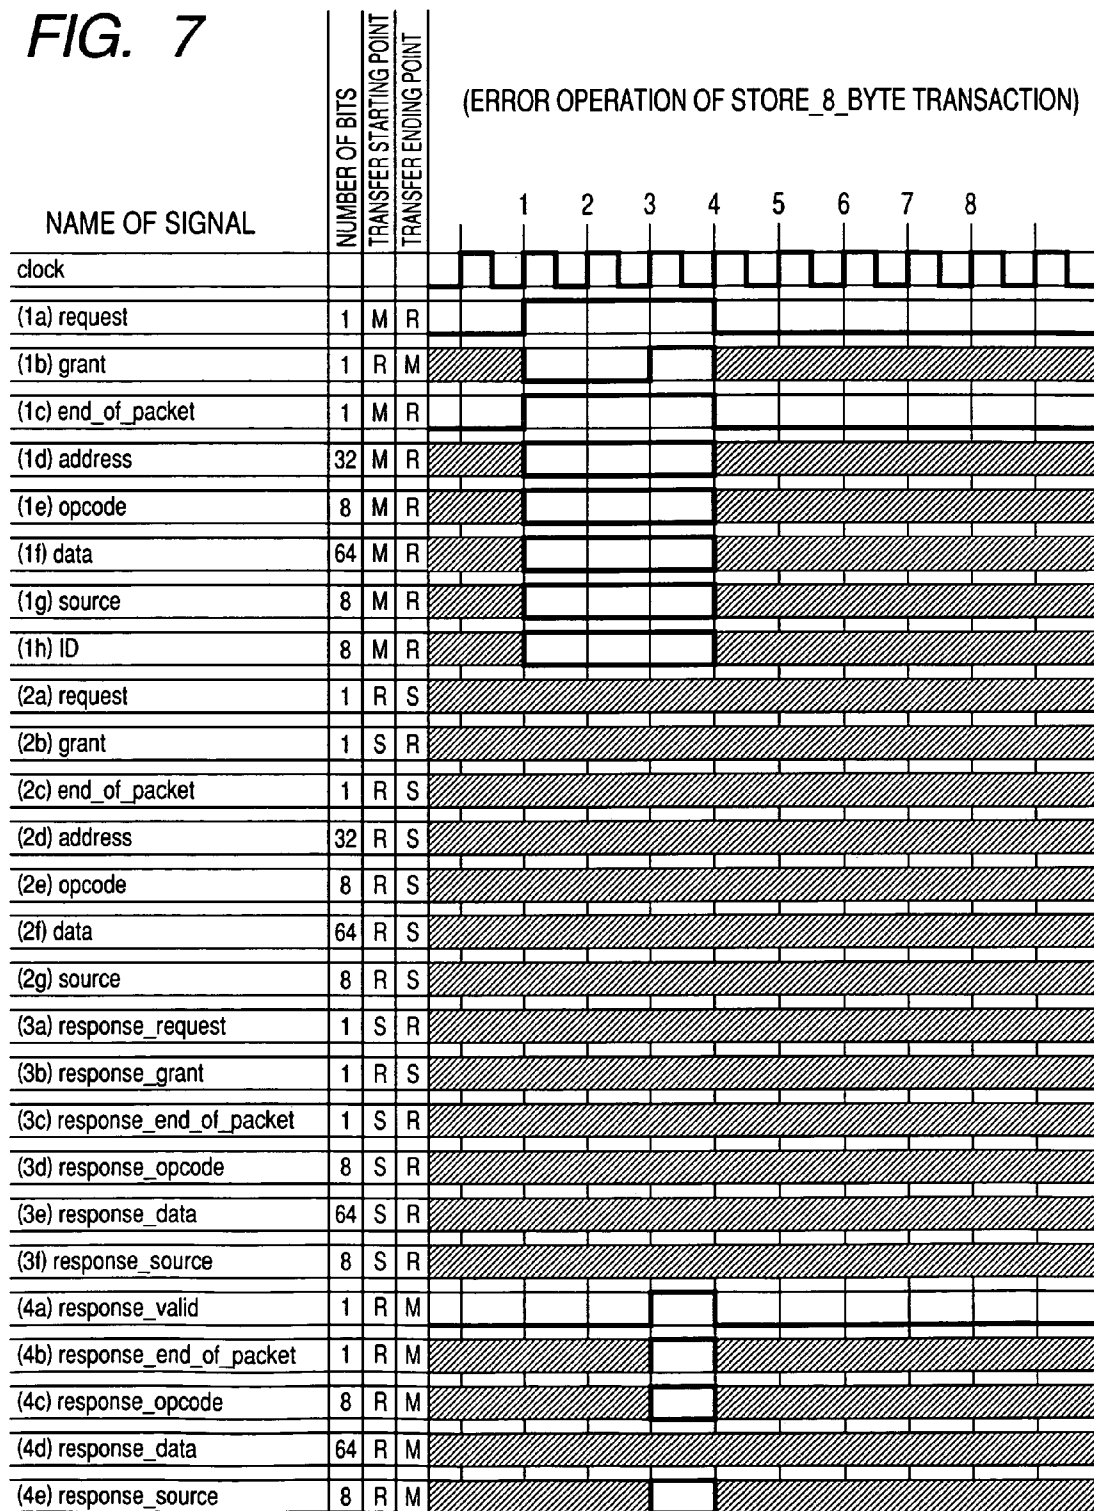 FIG. 7
NUMBER OF BITS
TRANSFER STARTING POINT
TRANSFER ENDING POINT
(ERROR OPERATION OF STORE_8_BYTE TRANSACTION)
NAME OF SIGNAL
1 2 3 4 5 6 7 8
clock
(1a) request 1 M R
(1b) grant 1 R M
(1c) end_of_packet 1 M R
(1d) address 32 M R
(1e) opcode 8 M R
(1f) data 64 M R
(1g) source 8 M R
(1h) ID 8 M R
(2a) request 1 R S
(2b) grant 1 S R
(2c) end_of_packet 1 R S
(2d) address 32 R S
(2e) opcode 8 R S
(2f) data 64 R S
(2g) source 8 R S
(3a) response_request 1 S R
(3b) response_grant 1 R S
(3c) response_end_of_packet 1 S R
(3d) response_opcode 8 S R
(3e) response_data 64 S R
(3f) response_source 8 S R
(4a) response_valid 1 R M
(4b) response_end_of_packet 1 R M
(4c) response_opcode 8 R M
(4d) response_data 64 R M
(4e) response_source 8 R M